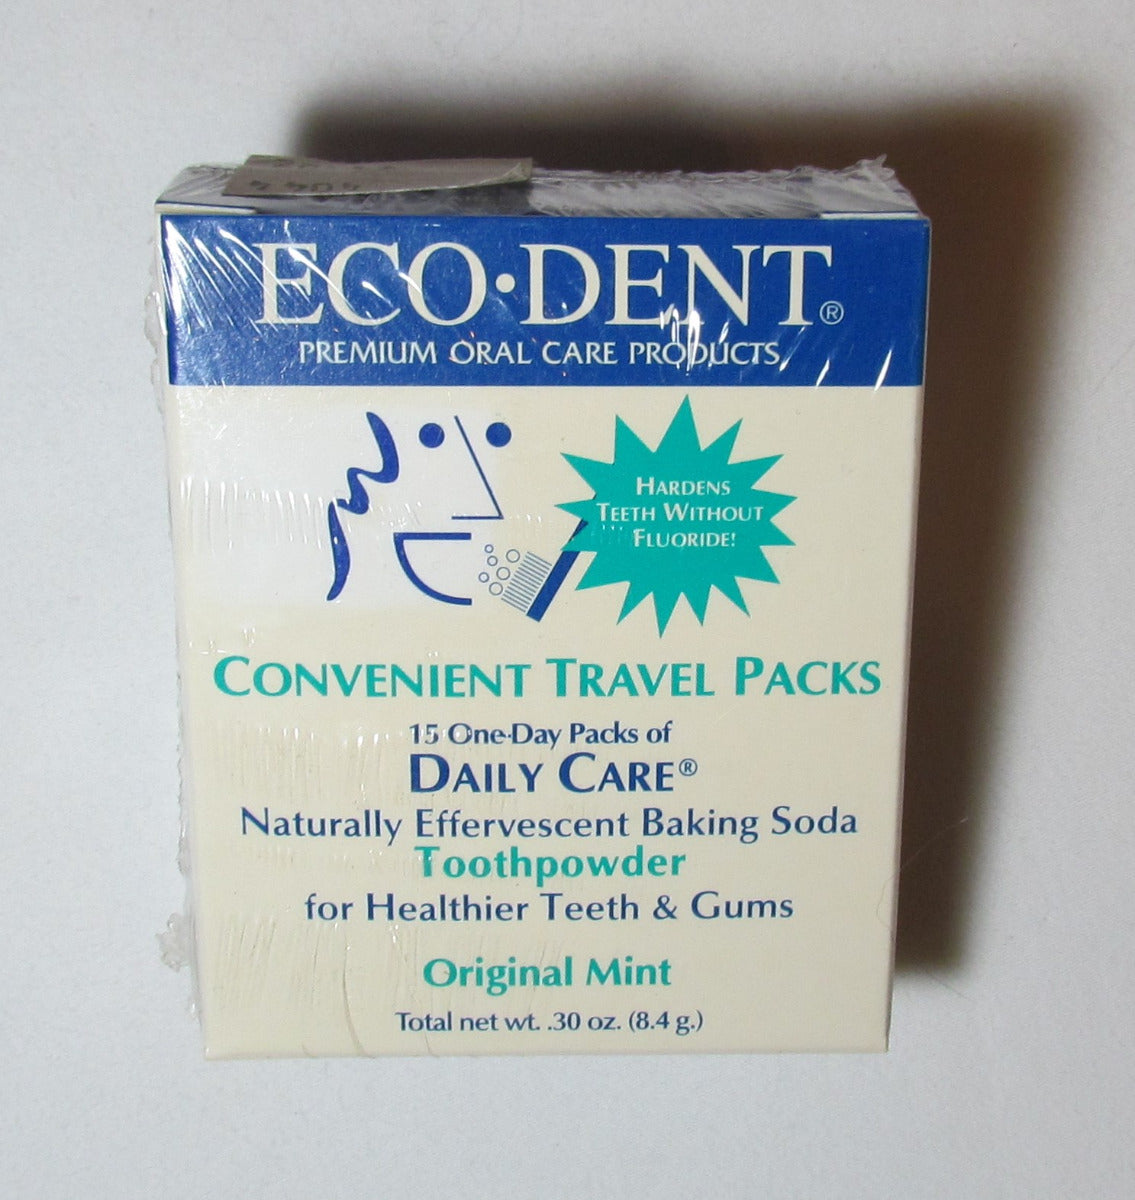 ECO·DENT®
PREMIUM ORAL CARE PRODUCTS
HARDENS
TEETH WITHOUT
FLUORIDE!
CONVENIENT TRAVEL PACKS
15 One-Day Packs of
DAILY CARE®
Naturally Effervescent Baking Soda
Toothpowder
for Healthier Teeth & Gums
Original Mint
Total net wt. .30 oz. (8.4 g.)